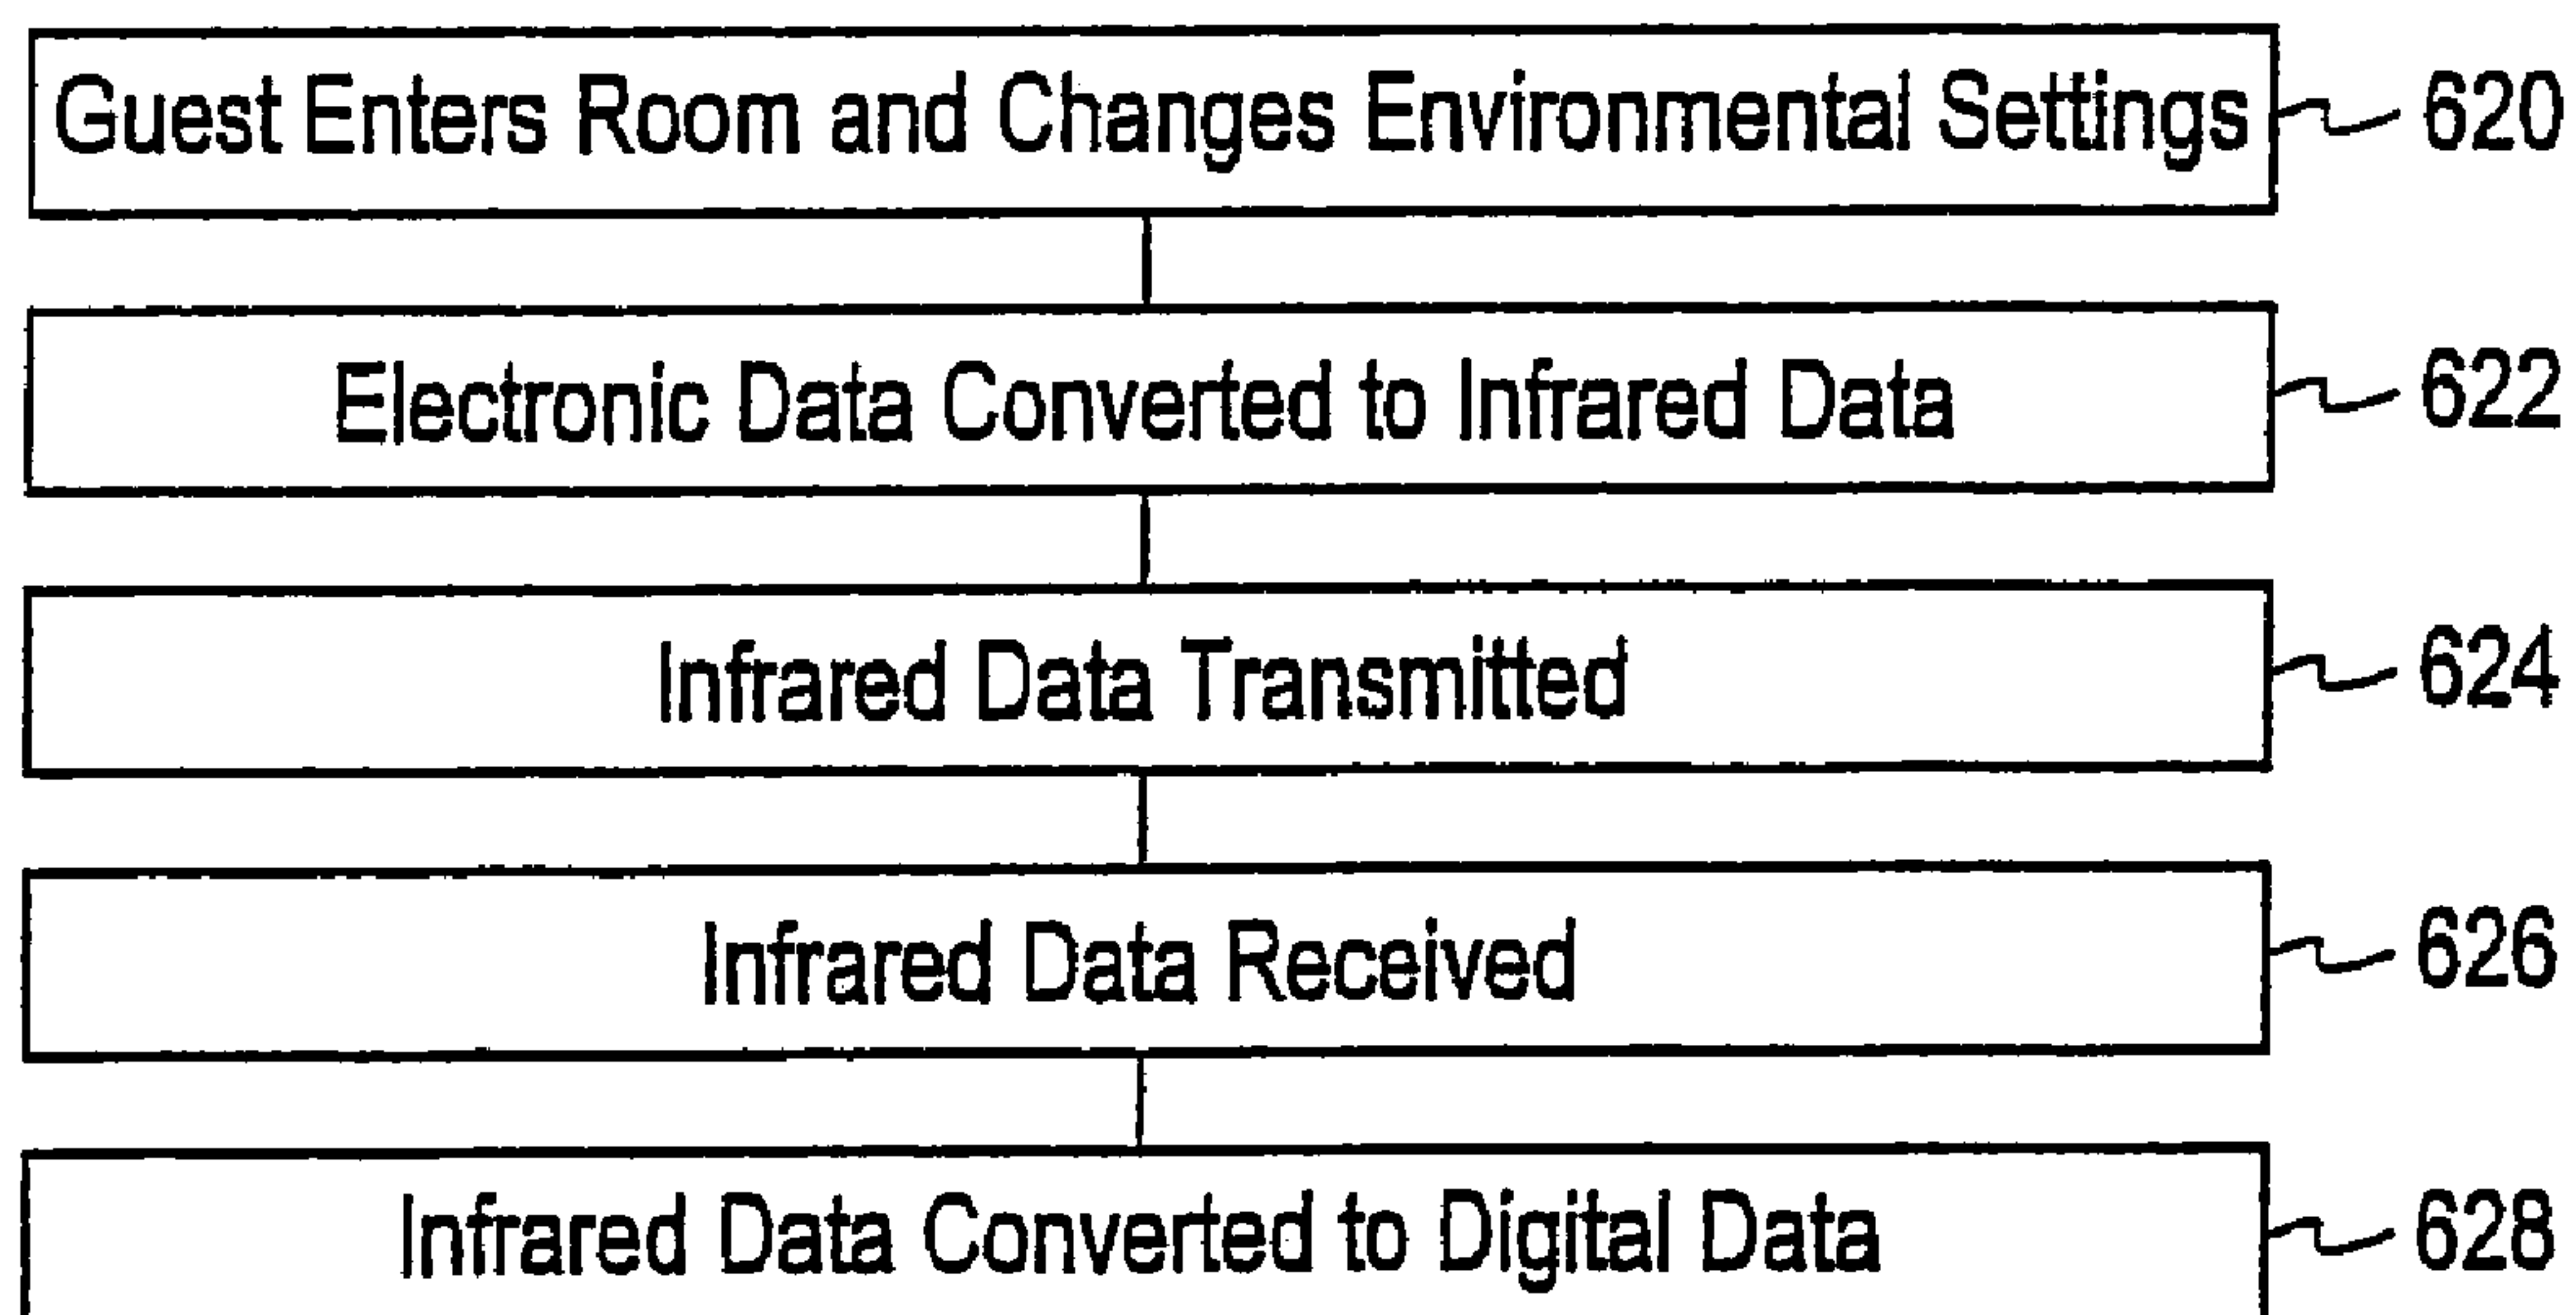 Guest Enters Room and Changes Environmental Settings 620
Electronic Data Converted to Infrared Data 622
Infrared Data Transmitted 624
Infrared Data Received 626
Infrared Data Converted to Digital Data 628